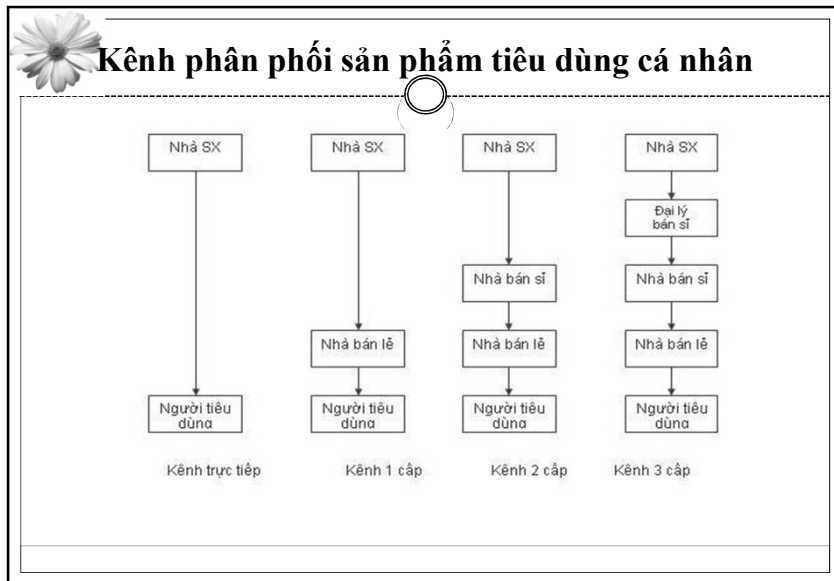 Kênh phân phối sản phẩm tiêu dùng cá nhân
Nhà SX
Nhà SX
Nhà SX
Nhà SX
Đại lý
bán sỉ
Nhà bán sỉ
Nhà bán sỉ
Nhà bán lẻ
Nhà bán lẻ
Nhà bán lẻ
Người tiêu
dùng
Người tiêu
dùng
Người tiêu
dùng
Người tiêu
dùng
Kênh trực tiếp
Kênh 1 cấp
Kênh 2 cấp
Kênh 3 cấp